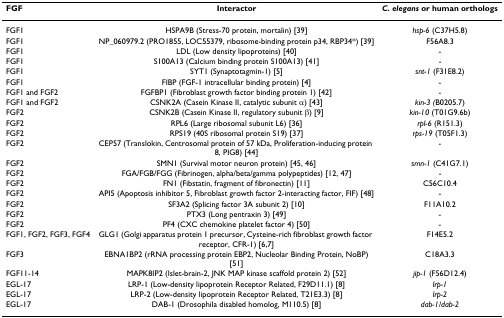 FGF Interactor C. elegans or human orthologs
FGF1 HSPA9B (Stress-70 protein, mortalin) [39] hsp-6 (C37H5.8)
FGF1 NP_060979.2 (PRO1855, LOC55379, ribosome-binding protein p34, RBP34*) [39] F56A8.3
FGF1 LDL (Low density lipoproteins) [40] -
FGF1 S100A13 (Calcium binding protein S100A13) [41] -
FGF1 SYT1 (Synaptotagmin-1) [5] snt-1 (F31E8.2)
FGF1 FIBP (FGF-1 intracellular binding protein) [4] -
FGF1 and FGF2 FGFBP1 (Fibroblast growth factor binding protein 1) [42] -
FGF1 and FGF2 CSNK2A (Casein Kinase II, catalytic subunit α) [43] kin-3 (B0205.7)
FGF2 CSNK2B (Casein Kinase II, regulatory subunit β) [9] kin-10 (T01G9.6b)
FGF2 RPL6 (Large ribosomal subunit L6) [36] rpl-6 (R151.3)
FGF2 RPS19 (40S ribosomal protein S19) [37] rps-19 (T05F1.3)
FGF2 CEP57 (Translokin, Centrosomal protein of 57 kDa, Proliferation-inducing protein -
8, PIG8) [44]
FGF2 SMN1 (Survival motor neuron protein) [45, 46] smn-1 (C41G7.1)
FGF2 FGA/FGB/FGG (Fibrinogen, alpha/beta/gamma polypeptides) [12, 47] -
FGF2 FN1 (Fibstatin, fragment of fibronectin) [11] C56C10.4
FGF2 API5 (Apoptosis inhibitor 5, Fibroblast growth factor 2-interacting factor, FIF) [48] -
FGF2 SF3A2 (Splicing factor 3A subunit 2) [10] F11A10.2
FGF2 PTX3 (Long pentraxin 3) [49] -
FGF2 PF4 (CXC chemokine platelet factor 4) [50] -
FGF1, FGF2, FGF3, FGF4 GLG1 (Golgi apparatus protein 1 precursor, Cysteine-rich fibroblast growth factor F14E5.2
receptor, CFR-1) [6,7]
FGF3 EBNA1BP2 (rRNA processing protein EBP2, Nucleolar Binding Protein, NoBP) C18A3.3
[51]
FGF11-14 MAPK8IP2 (Islet-brain-2, JNK MAP kinase scaffold protein 2) [52] jip-1 (F56D12.4)
EGL-17 LRP-1 (Low-density lipoprotein Receptor Related, F29D11.1) [8] lrp-1
EGL-17 LRP-2 (Low-density lipoprotein Receptor Related, T21E3.3) [8] lrp-2
EGL-17 DAB-1 (Drosophila disabled homolog, M110.5) [8] dab-1/dab-2